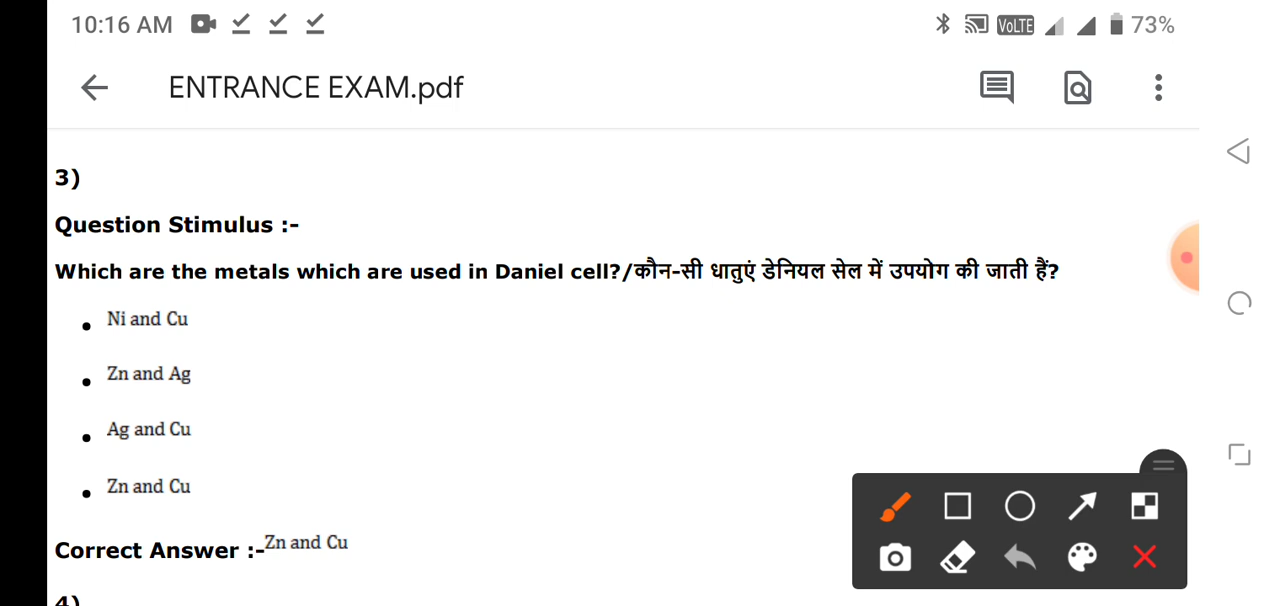 10:16 AM VoLTE 73%
ENTRANCE EXAM.pdf
3)
Question Stimulus :-
Which are the metals which are used in Daniel cell?/कौन-सी धातुएं डेनियल सेल में उपयोग की जाती हैं?
• Ni and Cu
• Zn and Ag
• Ag and Cu
• Zn and Cu
Correct Answer :-Zn and Cu
4)